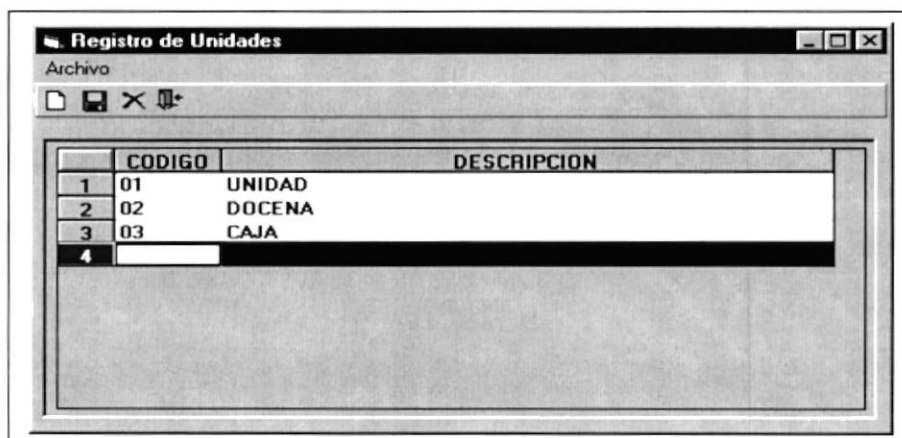 Registro de Unidades
Archivo
CODIGO DESCRIPCION
1 01 UNIDAD
2 02 DOCENA
3 03 CAJA
4